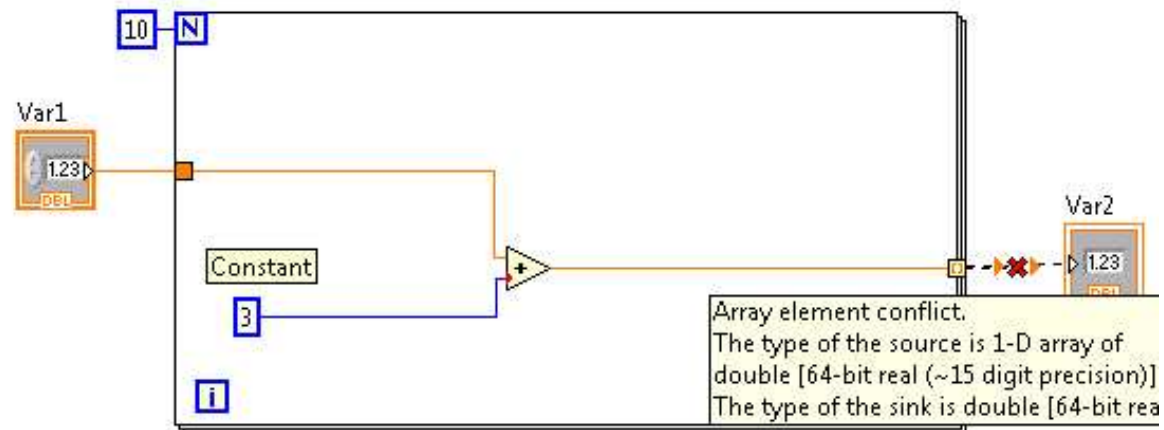 10
N
Var1
1.23
DBL
Var2
1.23
Constant
+
3
Array element conflict.
The type of the source is 1-D array of
double [64-bit real (~15 digit precision)]
The type of the sink is double [64-bit rea
i